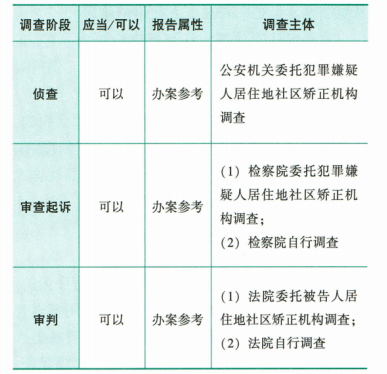 调查阶段 应当/可以 报告属性 调查主体
侦查 可以 办案参考 公安机关委托犯罪嫌疑
人居住地社区矫正机构
调查
审查起诉 可以 办案参考 (1) 检察院委托犯罪嫌
疑人居住地社区矫正机
构调查;
(2) 检察院自行调查
审判 可以 办案参考 (1) 法院委托被告人居
住地社区矫正机构调查;
(2) 法院自行调查